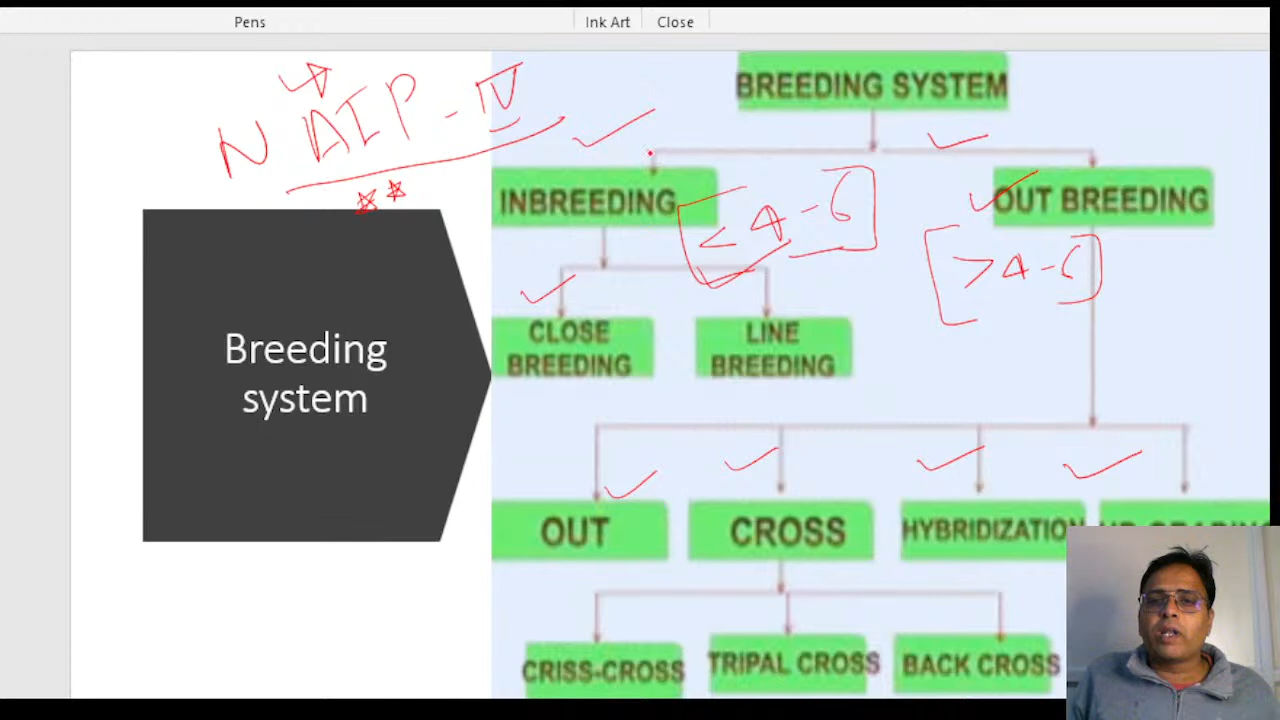 Pens Ink Art Close
NAIP-IV
BREEDING SYSTEM
INBREEDING
OUT BREEDING
< 4-6
> 4-6
CLOSE BREEDING
LINE BREEDING
Breeding
system
OUT CROSS HYBRIDIZATION
CRISS-CROSS TRIPAL CROSS BACK CROSS